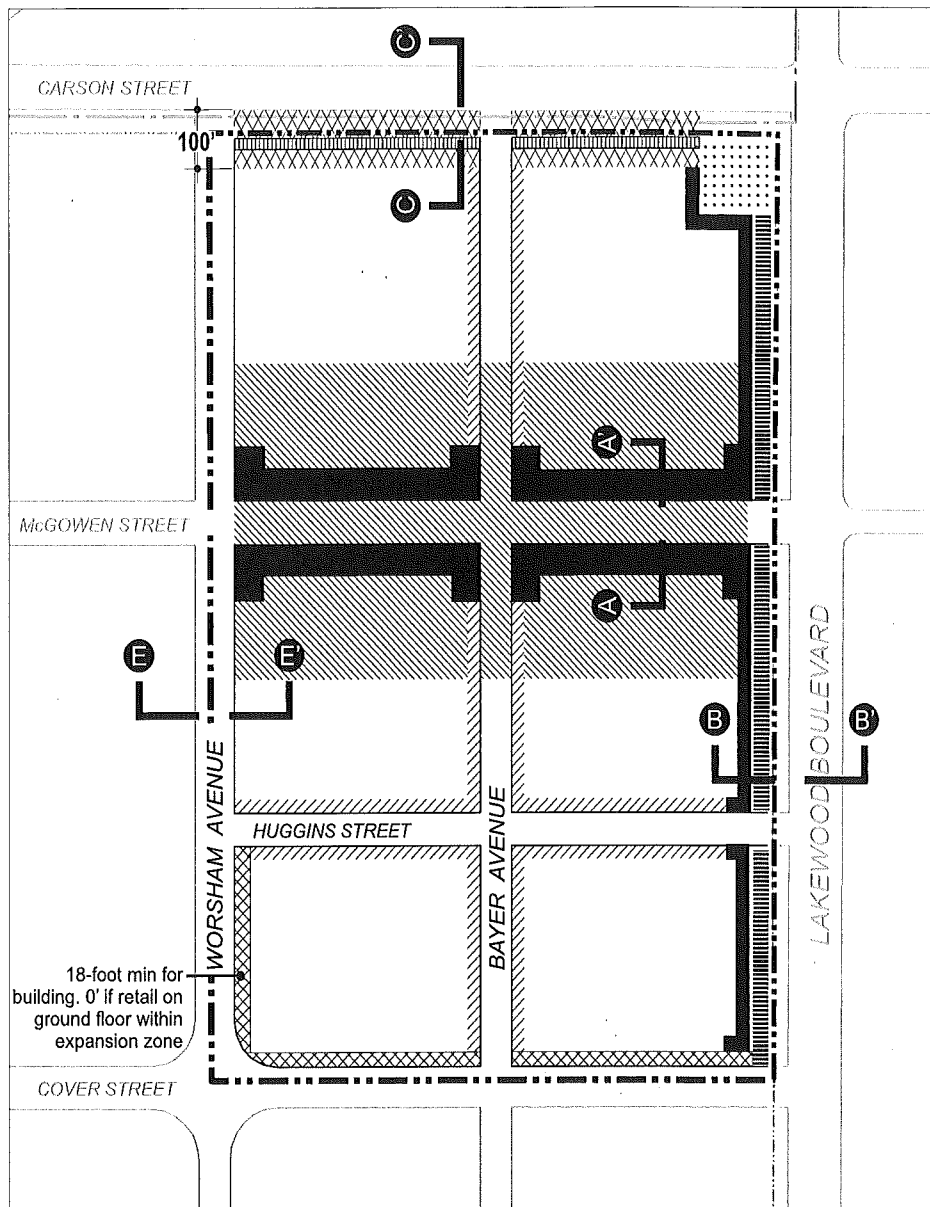 C'
CARSON STREET
100'
C
McGOWEN STREET
A'
A
E
E'
B
B'
WORSHAM AVENUE
BAYER AVENUE
LAKEWOOD BOULEVARD
HUGGINS STREET
18-foot min for
building. 0' if retail on
ground floor within
expansion zone
COVER STREET